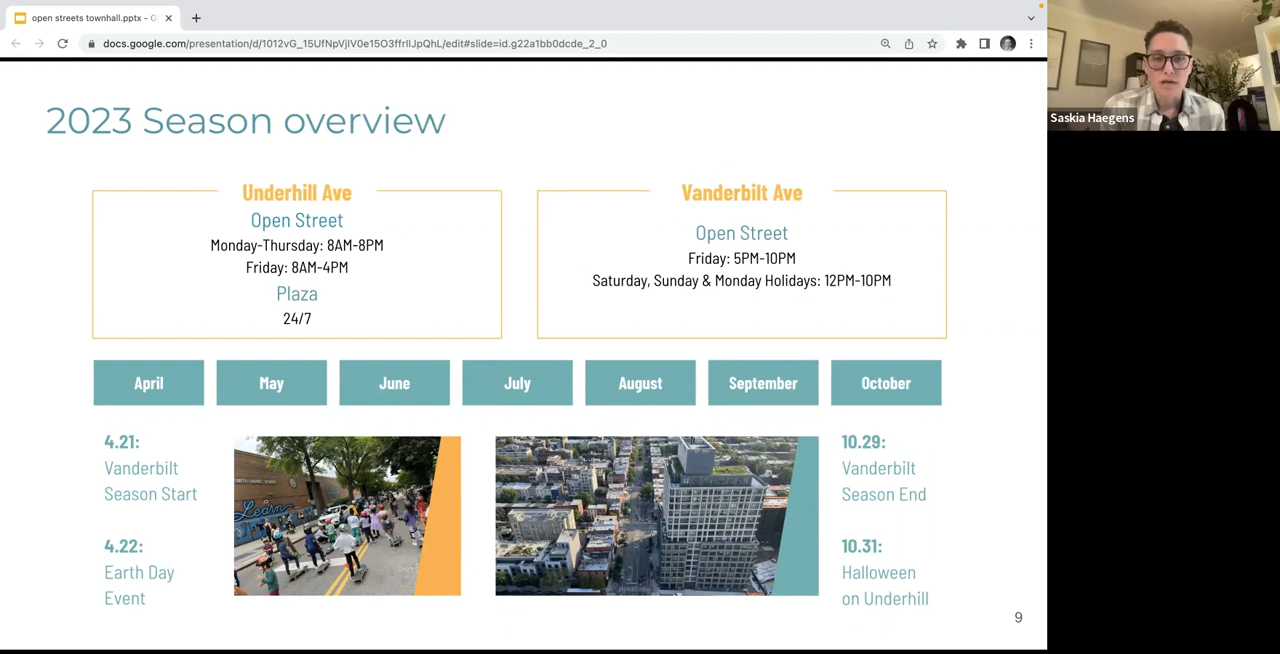 open streets townhall.pptx - G
docs.google.com/presentation/d/1012vG_15UfNpVjIV0e15O3ffrIIJpQhL/edit#slide=id.g22a1bb0dcde_2_0
Saskia Haegens
2023 Season overview
Underhill Ave
Open Street
Monday-Thursday: 8AM-8PM
Friday: 8AM-4PM
Plaza
24/7
Vanderbilt Ave
Open Street
Friday: 5PM-10PM
Saturday, Sunday & Monday Holidays: 12PM-10PM
April
May
June
July
August
September
October
4.21:
Vanderbilt
Season Start
4.22:
Earth Day
Event
Learn
10.29:
Vanderbilt
Season End
10.31:
Halloween
on Underhill
9